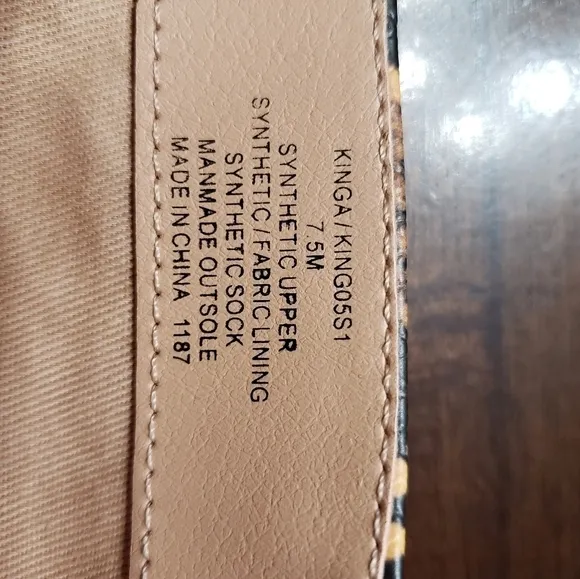 KINGA/KING05S1
7.5M
SYNTHETIC UPPER
SYNTHETIC/FABRIC LINING
SYNTHETIC SOCK
MANMADE OUTSOLE
MADE IN CHINA 1187